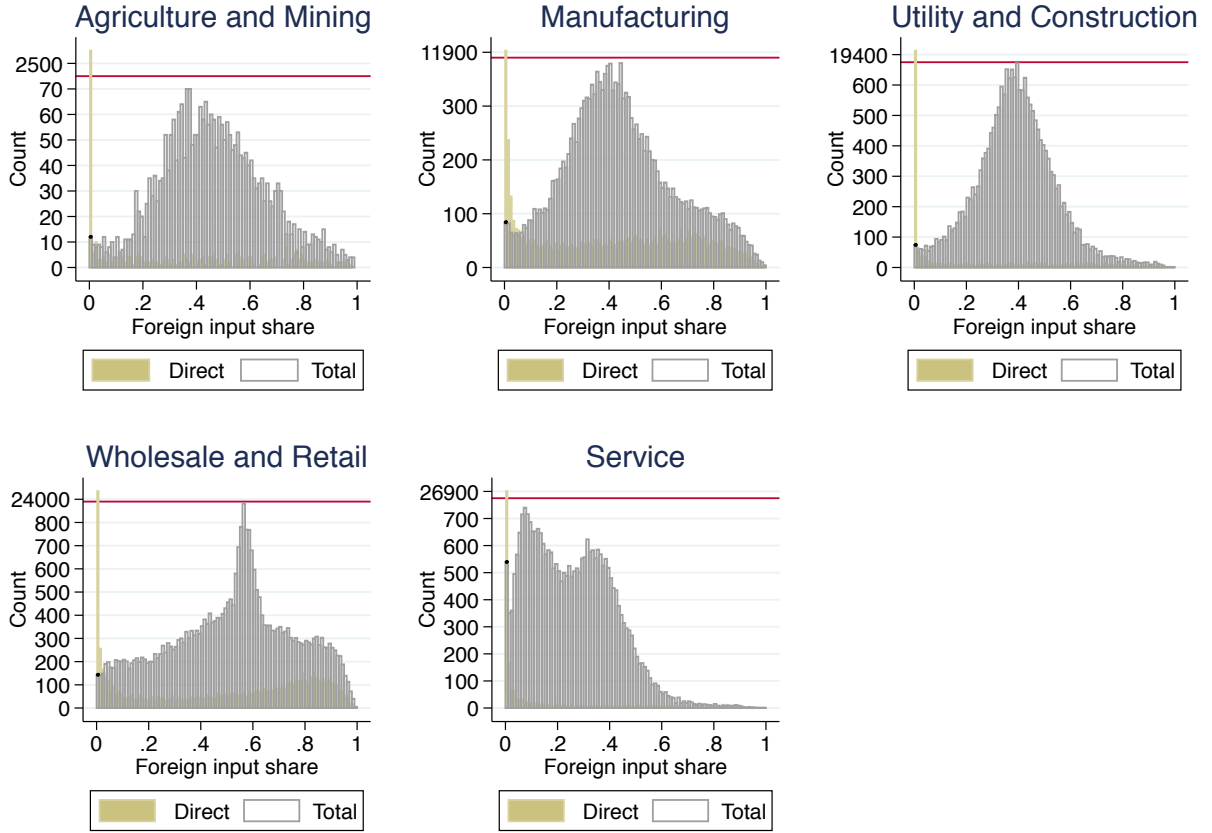 Agriculture and Mining
2500
70
60
50
40
30
20
10
0
Count
0 .2 .4 .6 .8 1
Foreign input share
Direct Total
Manufacturing
11900
300
200
100
0
Count
0 .2 .4 .6 .8 1
Foreign input share
Direct Total
Utility and Construction
19400
600
500
400
300
200
100
0
Count
0 .2 .4 .6 .8 1
Foreign input share
Direct Total
Wholesale and Retail
24000
800
700
600
500
400
300
200
100
0
Count
0 .2 .4 .6 .8 1
Foreign input share
Direct Total
Service
26900
700
600
500
400
300
200
100
0
Count
0 .2 .4 .6 .8 1
Foreign input share
Direct Total